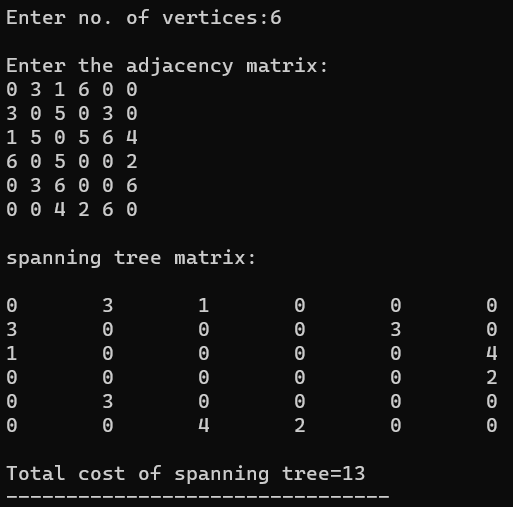 Enter no. of vertices:6
Enter the adjacency matrix:
0 3 1 6 0 0
3 0 5 0 3 0
1 5 0 5 6 4
6 0 5 0 0 2
0 3 6 0 0 6
0 0 4 2 6 0
spanning tree matrix:
0 3 1 0 0 0
3 0 0 0 3 0
1 0 0 0 0 4
0 0 0 0 0 2
0 3 0 0 0 0
0 0 4 2 0 0
Total cost of spanning tree=13
--------------------------------